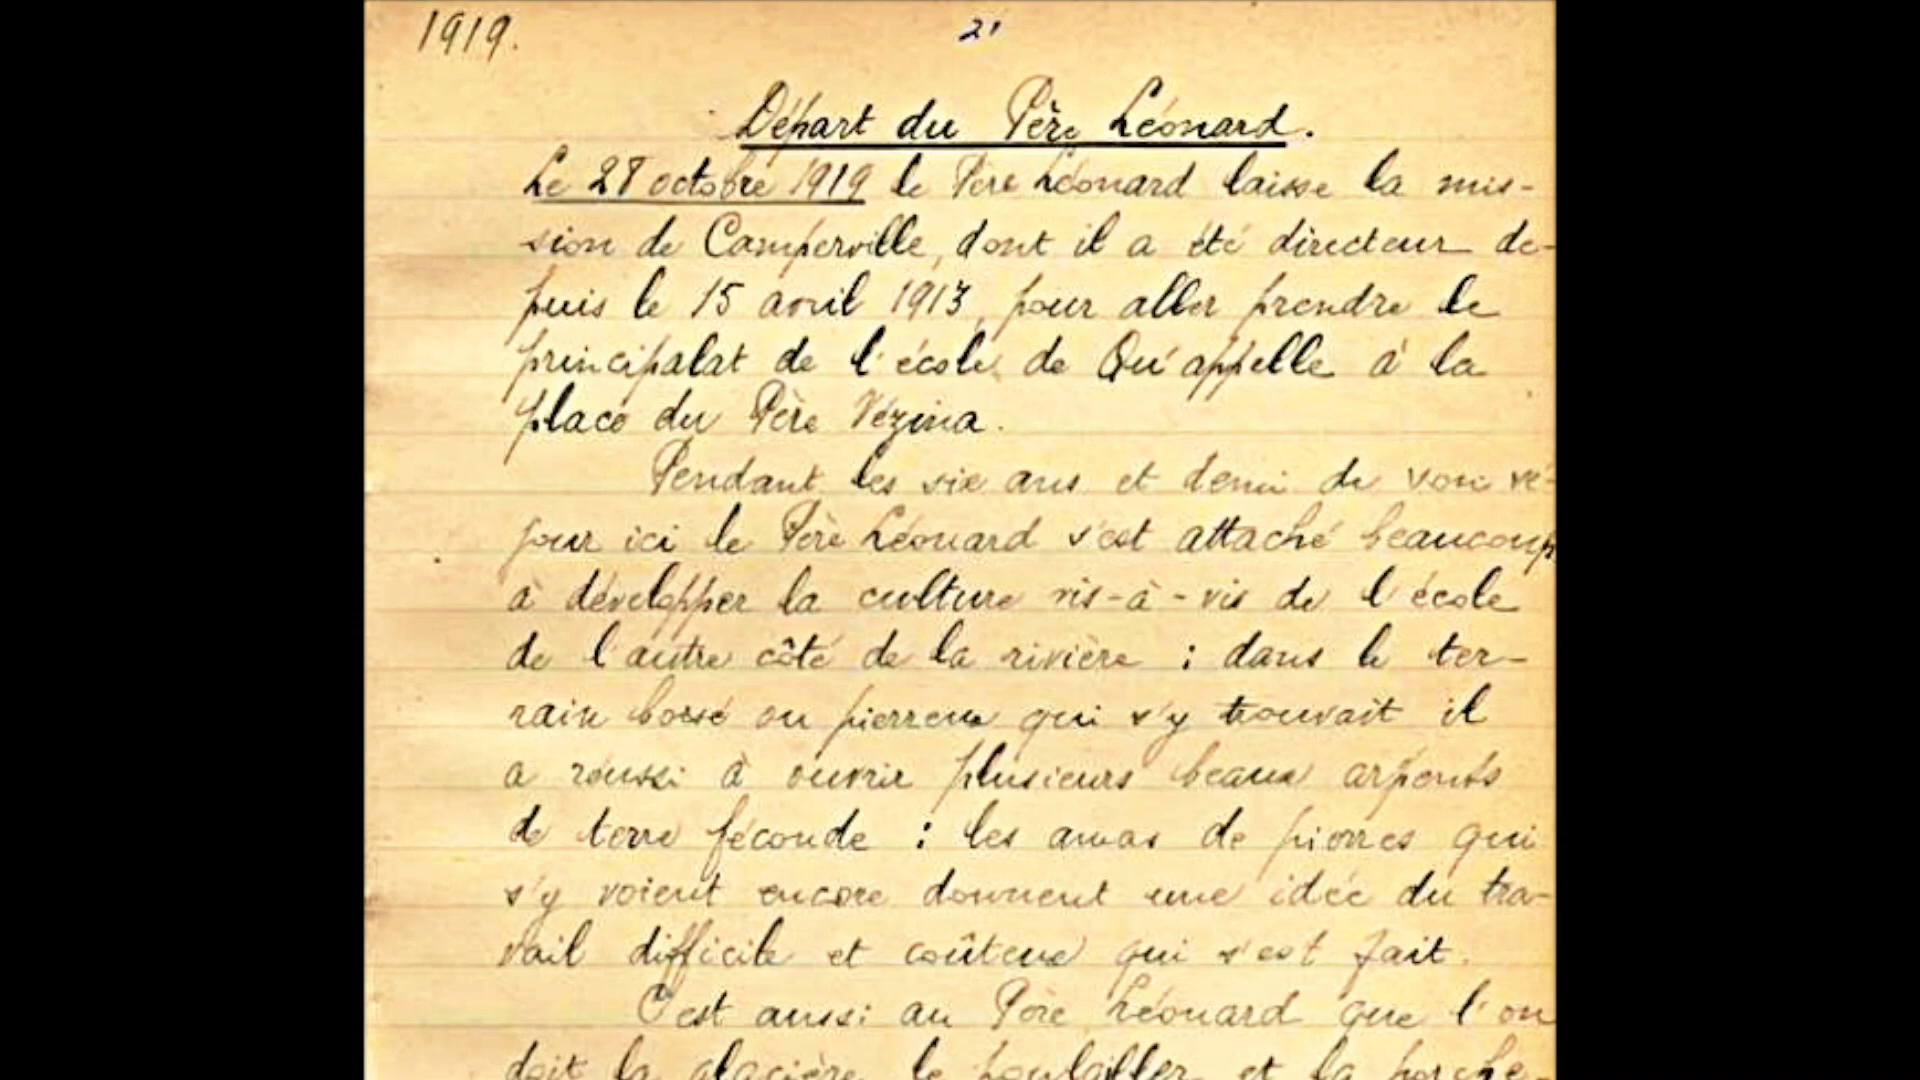 1919.
21
Départ du Père Léonard.
Le 28 octobre 1919 le Père Léonard laisse la mis-
sion de Camperville, dont il a été directeur de-
puis le 15 avril 1913, pour aller prendre le
principalat de l'école de Qu'appelle à la
place du Père Vézina.
Pendant les six ans et demi de son sé-
jour ici le Père Léonard s'est attaché beaucoup
à développer la culture vis-à-vis de l'école
de l'autre côté de la rivière : dans le ter-
rain boisé ou pierreux qui s'y trouvait il
a réussi à ouvrir plusieurs beaux arpents
de terre féconde : les amas de pierres qui
s'y voient encore donnent une idée du tra-
vail difficile et coûteux qui s'est fait.
C'est aussi au Père Léonard que l'on
doit la glacière, le poulailler et la porche-